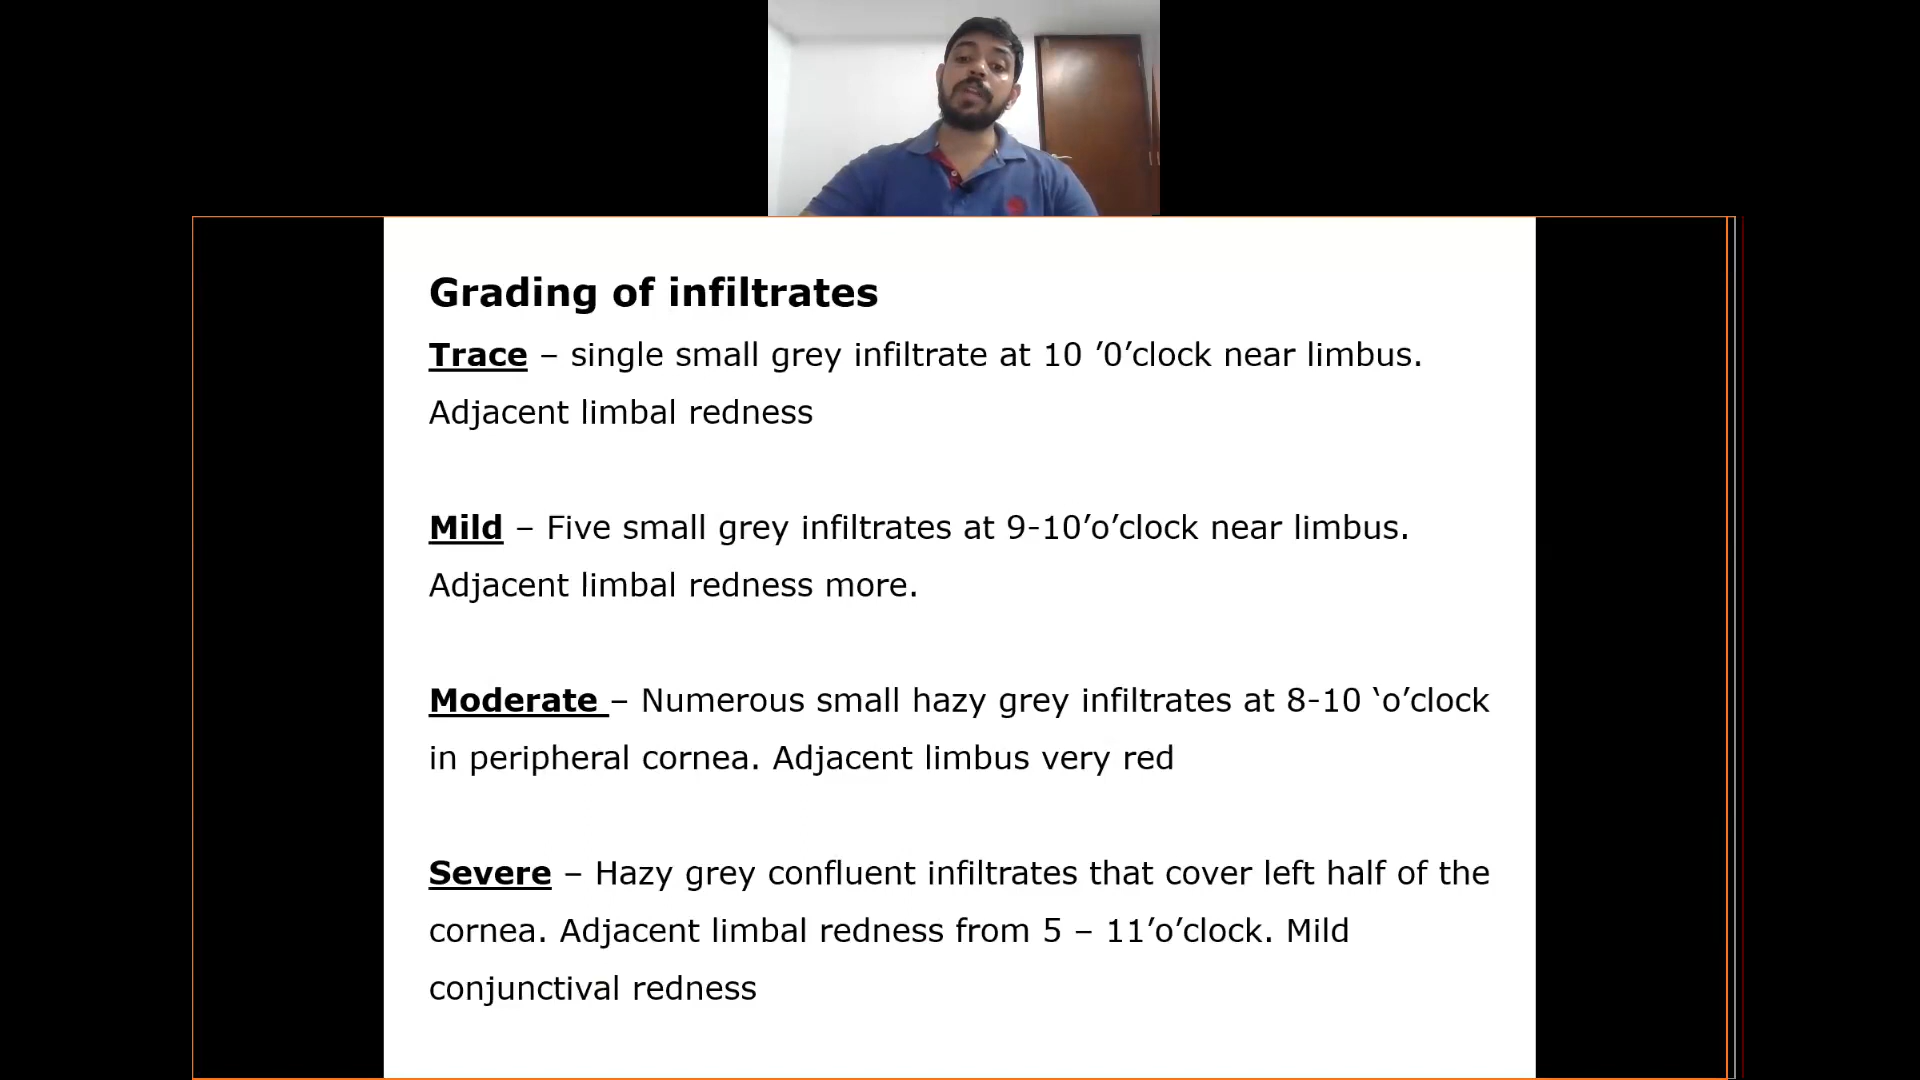 Grading of infiltrates
Trace – single small grey infiltrate at 10 ’0’clock near limbus.
Adjacent limbal redness
Mild – Five small grey infiltrates at 9-10’o’clock near limbus.
Adjacent limbal redness more.
Moderate – Numerous small hazy grey infiltrates at 8-10 ‘o’clock
in peripheral cornea. Adjacent limbus very red
Severe – Hazy grey confluent infiltrates that cover left half of the
cornea. Adjacent limbal redness from 5 – 11’o’clock. Mild
conjunctival redness